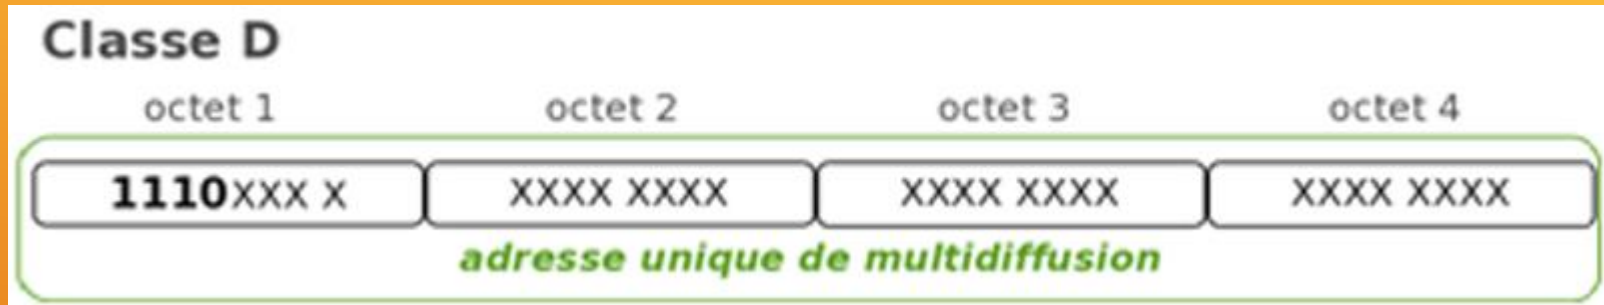 Classe D
octet 1 octet 2 octet 3 octet 4
1110XXX X XXXX XXXX XXXX XXXX XXXX XXXX
adresse unique de multidiffusion